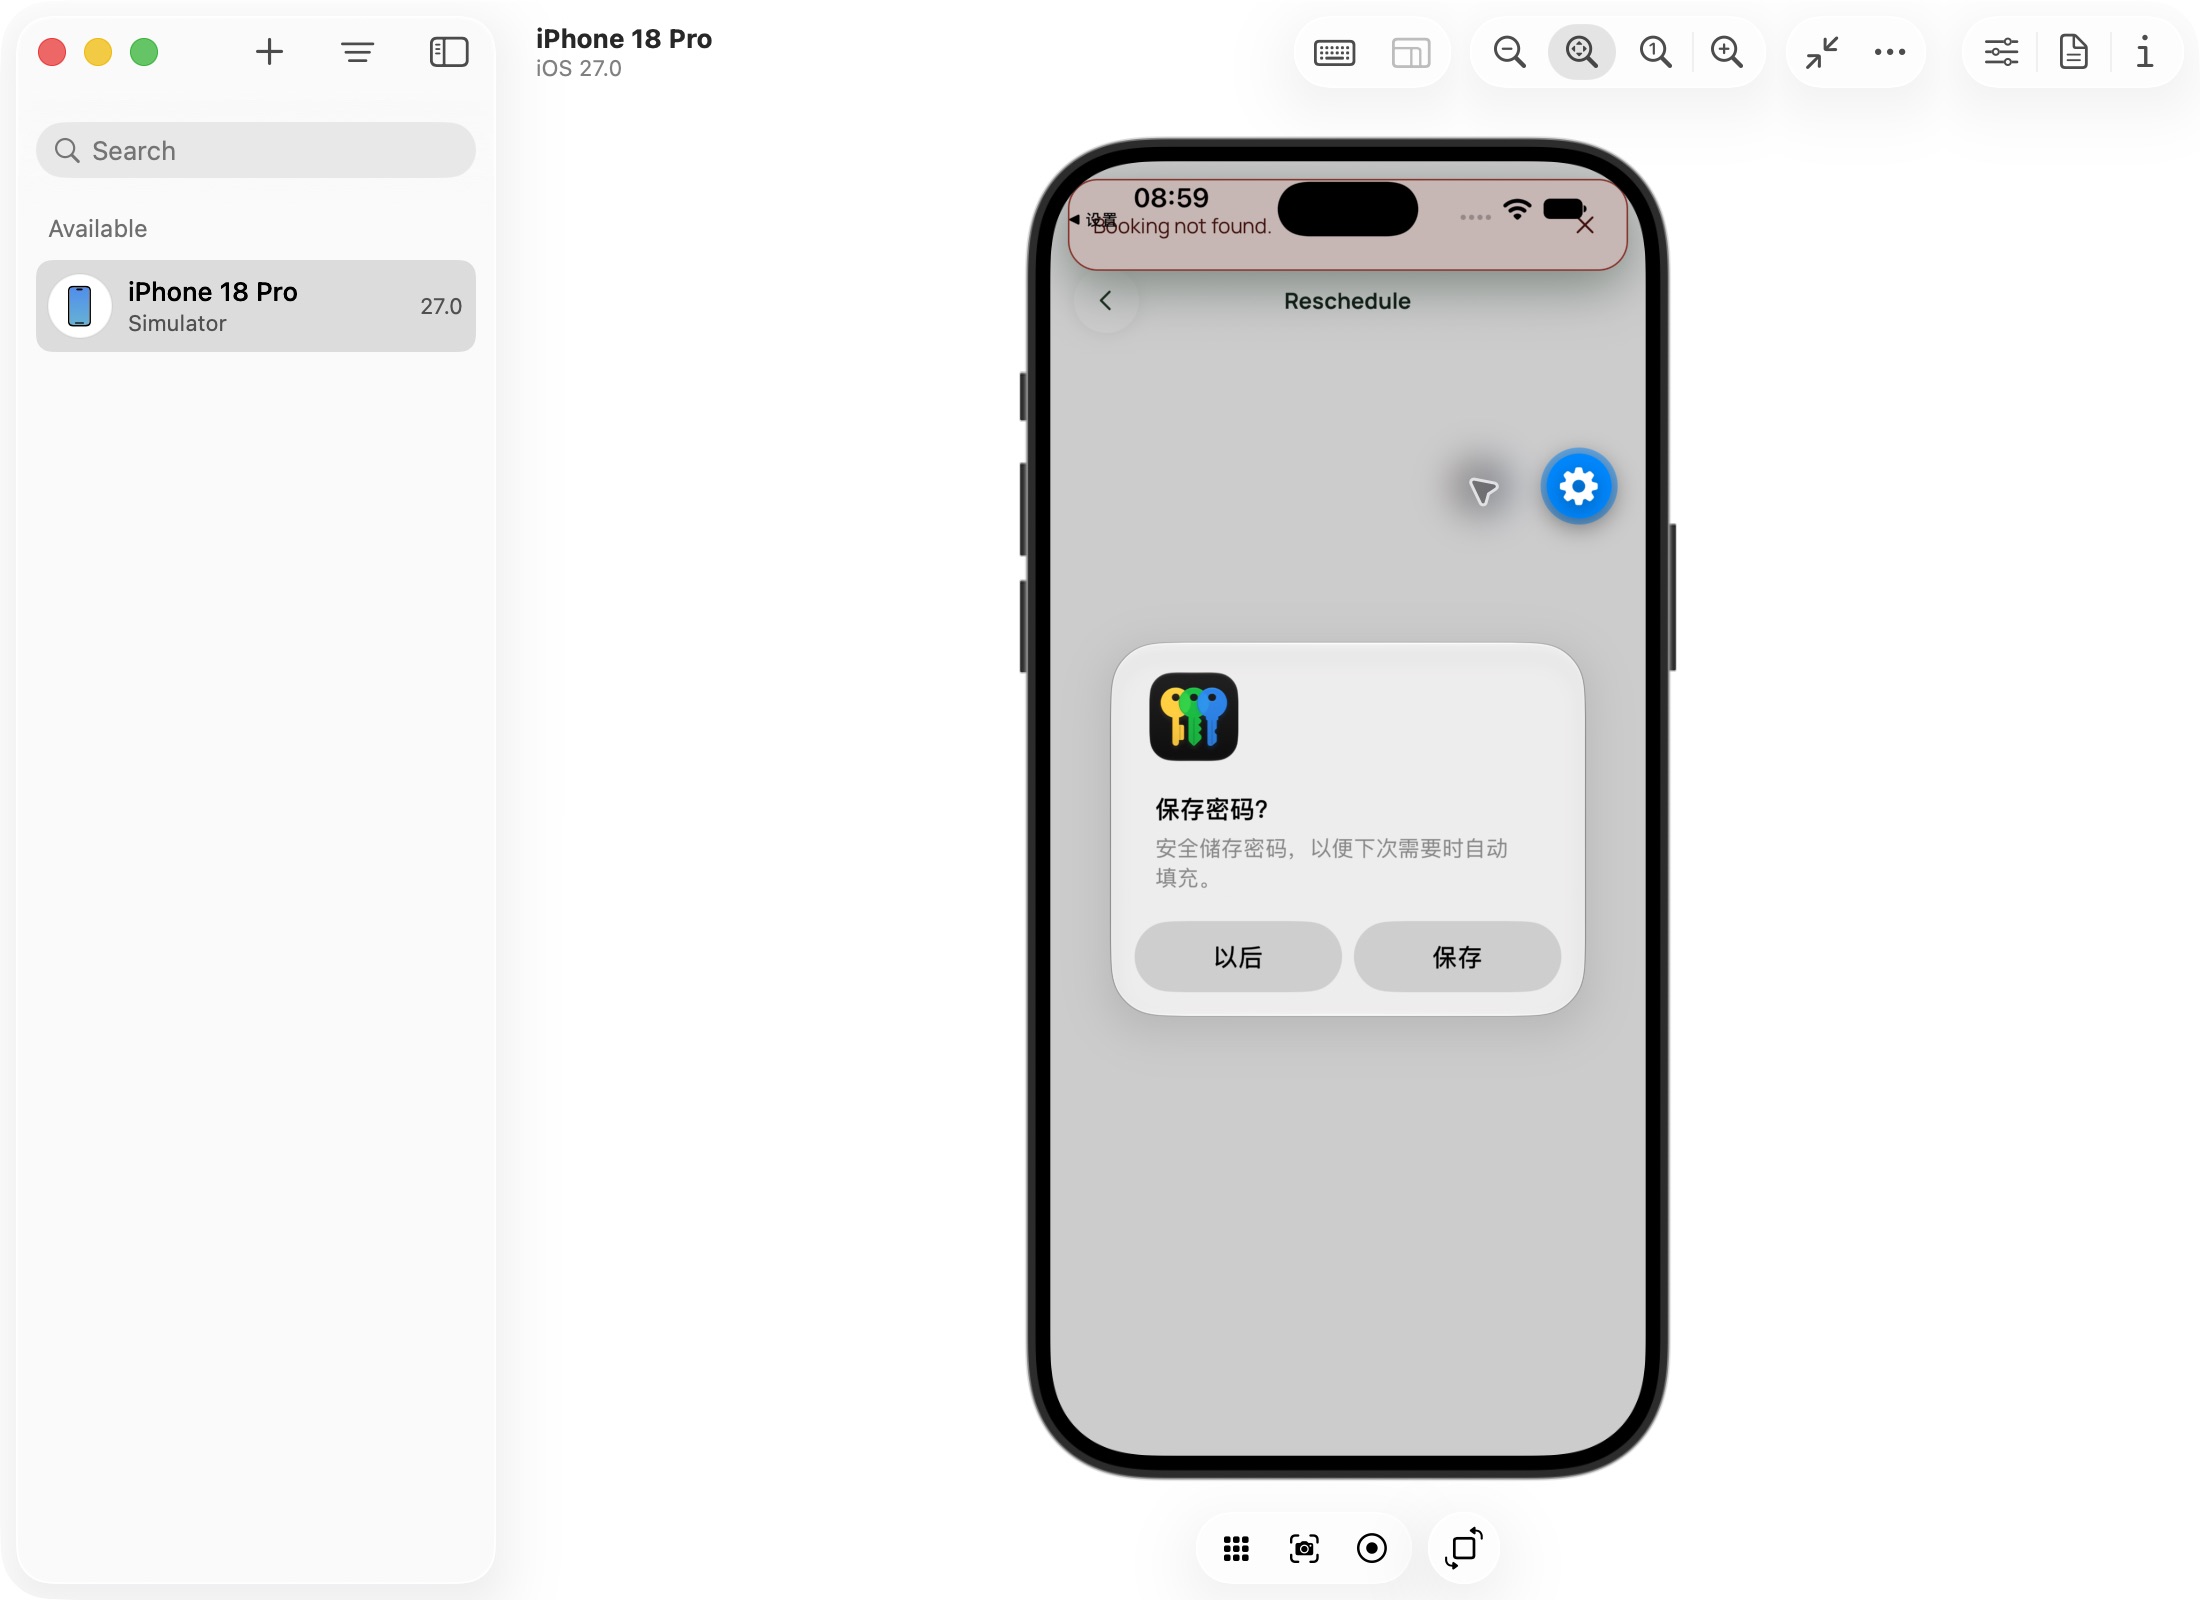 iPhone 18 Pro
iOS 27.0
Search
Available
iPhone 18 Pro
Simulator
27.0
08:59
◀ 设置
Booking not found.
Reschedule
保存密码?
安全储存密码，以便下次需要时自动
填充。
以后
保存